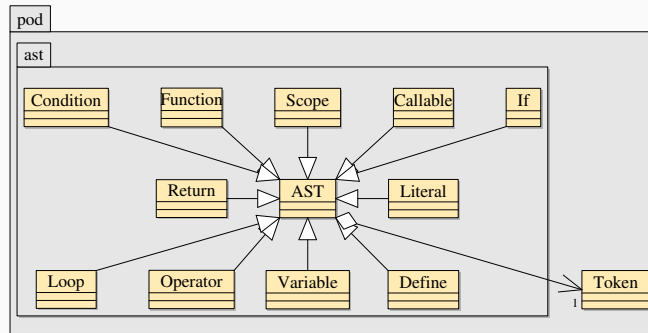 pod
ast
Condition
Function
Scope
Callable
If
Return
AST
Literal
Loop
Operator
Variable
Define
Token
1